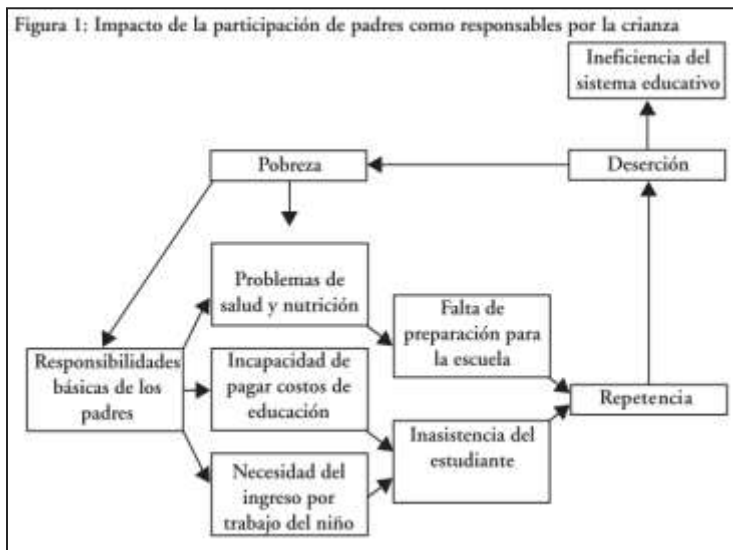 Figura 1: Impacto de la participación de padres como responsables por la crianza
Ineficiencia del
sistema educativo
Pobreza
Deserción
Problemas de
salud y nutrición
Falta de
preparación para
la escuela
Responsibilidades
básicas de los
padres
Incapacidad de
pagar costos de
educación
Repetencia
Inasistencia del
estudiante
Necesidad del
ingreso por
trabajo del niño